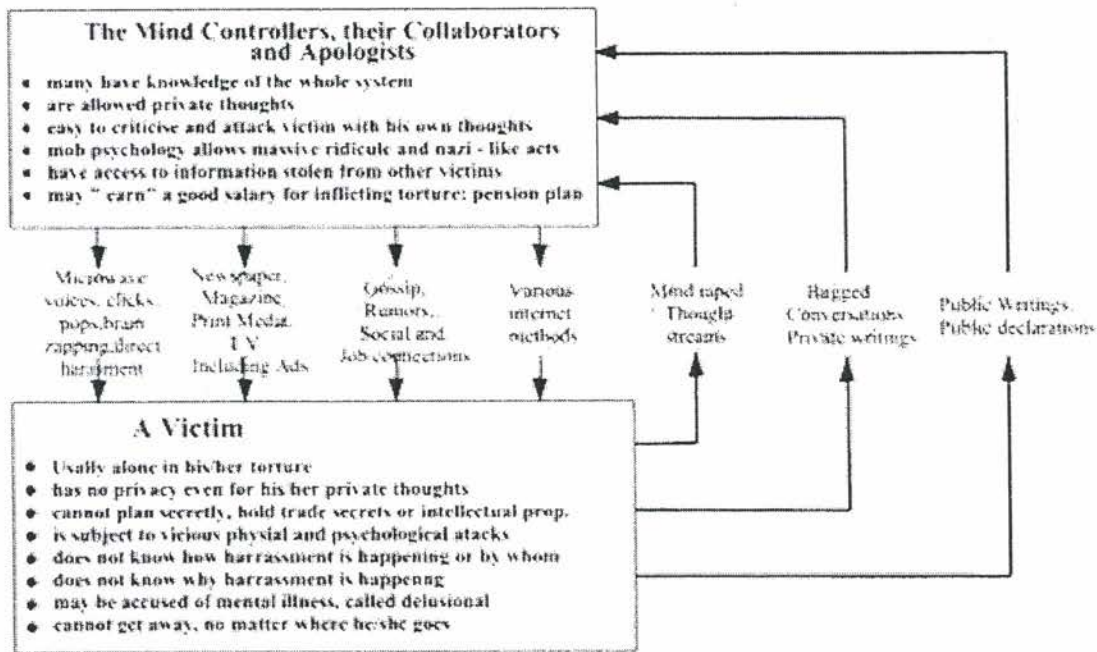 The Mind Controllers, their Collaborators
and Apologists
• many have knowledge of the whole system
• are allowed private thoughts
• easy to criticise and attack victim with his own thoughts
• mob psychology allows massive ridicule and nazi - like acts
• have access to information stolen from other victims
• may " earn" a good salary for inflicting torture: pension plan
Microwave
voices, clicks,
pops,brain
zapping,direct
harassment
Newspaper,
Magazine,
Print Media,
T V
Including Ads
Gossip,
Rumors,
Social and
Job connections
Various
internet
methods
Mind raped
Thought
streams
Bugged
Conversations
Private writings
Public Writings,
Public declarations
A Victim
• Usally alone in his/her torture
• has no privacy even for his/her private thoughts
• cannot plan secretly, hold trade secrets or intellectual prop.
• is subject to vicious physial and psychological atacks
• does not know how harrassment is happening or by whom
• does not know why harrassment is happenng
• may be accused of mental illness, called delusional
• cannot get away, no matter where he/she goes